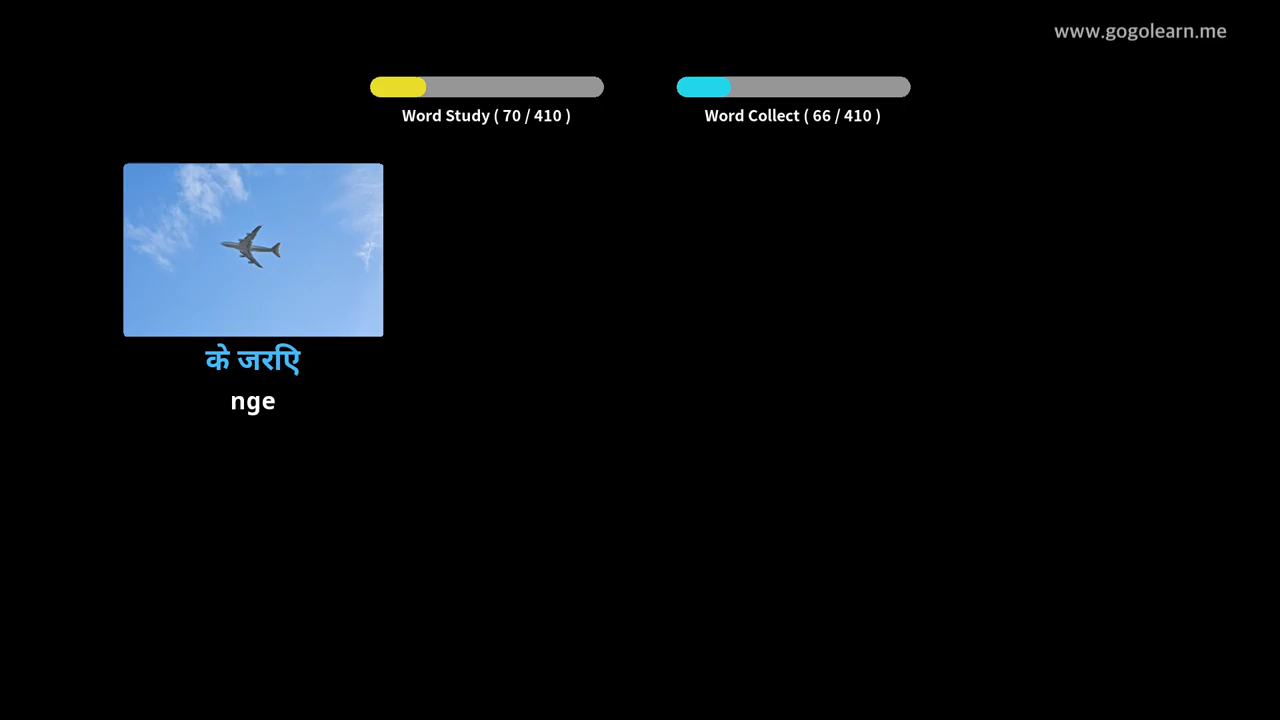 www.gogolearn.me
Word Study ( 70 / 410 )
Word Collect ( 66 / 410 )
के जरिए
nge